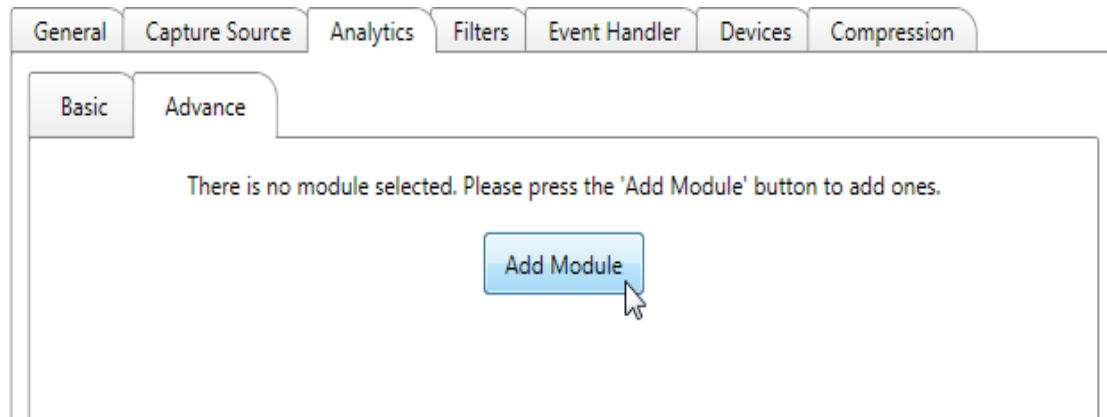 General Capture Source Analytics Filters Event Handler Devices Compression
Basic Advance
There is no module selected. Please press the 'Add Module' button to add ones.
Add Module